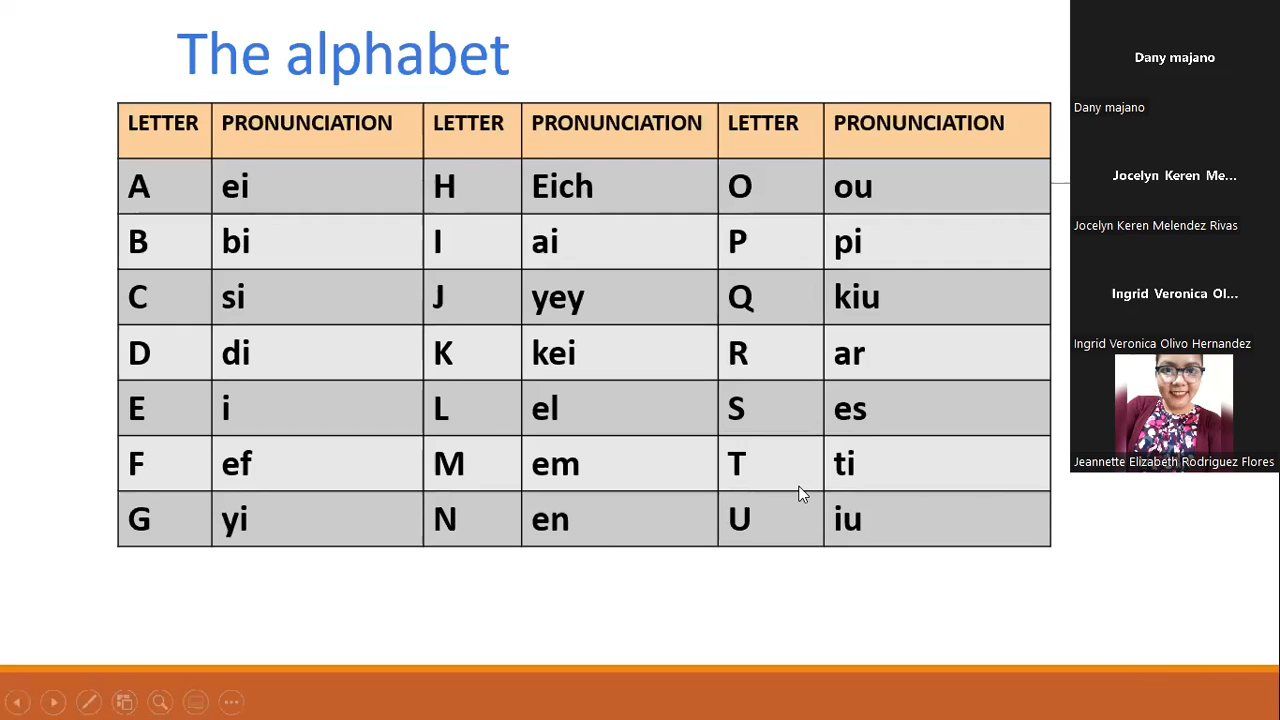 The alphabet
LETTER PRONUNCIATION LETTER PRONUNCIATION LETTER PRONUNCIATION
A ei H Eich O ou
B bi I ai P pi
C si J yey Q kiu
D di K kei R ar
E i L el S es
F ef M em T ti
G yi N en U iu
Dany majano
Dany majano
Jocelyn Keren Me...
Jocelyn Keren Melendez Rivas
Ingrid Veronica Ol...
Ingrid Veronica Olivo Hernandez
Jeannette Elizabeth Rodriguez Flores